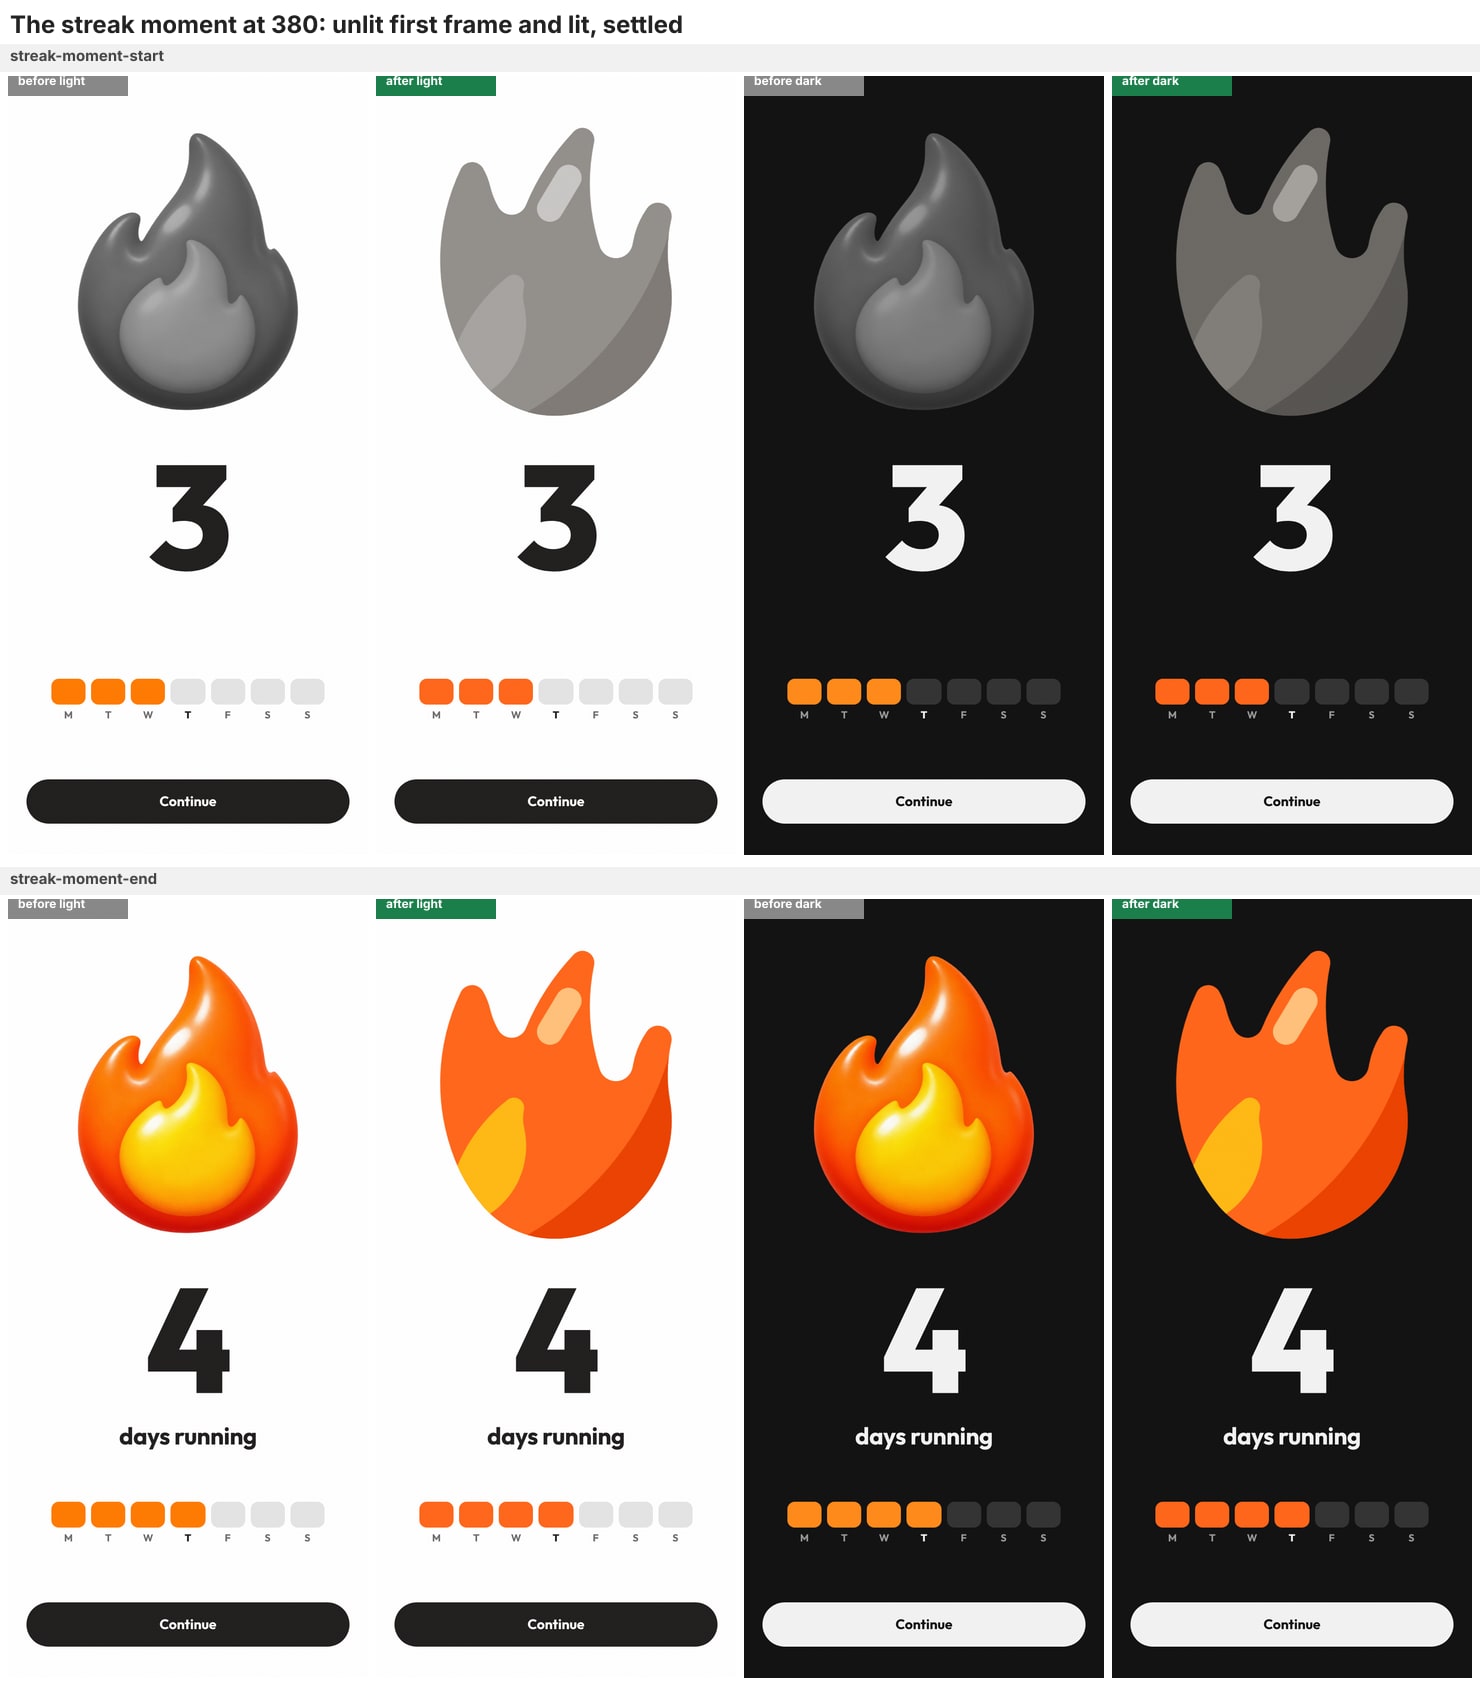 The streak moment at 380: unlit first frame and lit, settled
streak-moment-start
before light
after light
before dark
after dark
3
3
3
3
M T W T F S S
M T W T F S S
M T W T F S S
M T W T F S S
Continue
Continue
Continue
Continue
streak-moment-end
before light
after light
before dark
after dark
4
4
4
4
days running
days running
days running
days running
M T W T F S S
M T W T F S S
M T W T F S S
M T W T F S S
Continue
Continue
Continue
Continue